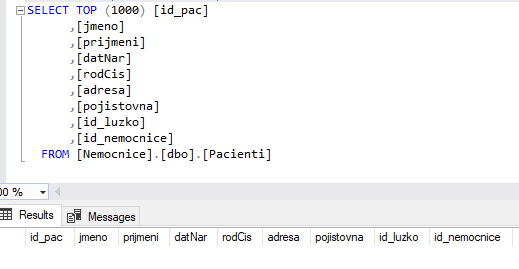 SELECT TOP (1000) [id_pac]
,[jmeno]
,[prijmeni]
,[datNar]
,[rodCis]
,[adresa]
,[pojistovna]
,[id_luzko]
,[id_nemocnice]
FROM [Nemocnice].[dbo].[Pacienti]
00 %
Results Messages
id_pac jmeno prijmeni datNar rodCis adresa pojistovna id_luzko id_nemocnice